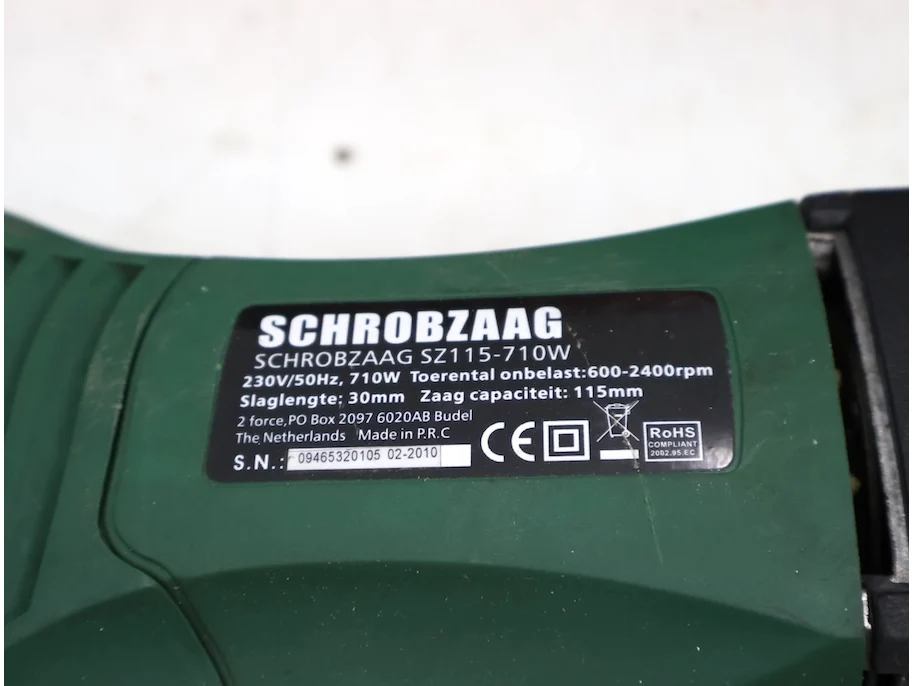 SCHROBZAAG
SCHROBZAAG SZ115-710W
230V/50Hz, 710W Toerental onbelast:600-2400rpm
Slaglengte: 30mm Zaag capaciteit: 115mm
2 force,PO Box 2097 6020AB Budel
The Netherlands Made in P.R.C
S.N.: 09465320105 02-2010
CE
RoHS
COMPLIANT
2002.95.EC